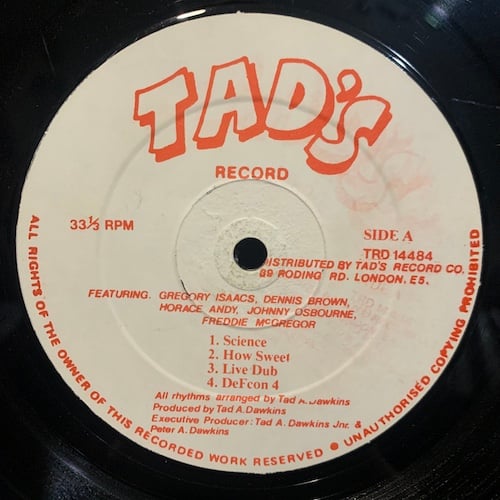 TAD'S
RECORD
33⅓ RPM
SIDE A
TRD 14484
DISTRIBUTED BY TAD'S RECORD CO.
89 RODING RD. LONDON, E5.
FEATURING. GREGORY ISAACS, DENNIS BROWN,
HORACE ANDY, JOHNNY OSBOURNE,
FREDDIE McGREGOR
1. Science
2. How Sweet
3. Live Dub
4. DeFcon 4
All rhythms arranged by Tad A. Dawkins
Produced by Tad A. Dawkins
Executive Producer: Tad A. Dawkins Jnr. &
Peter A. Dawkins
ALL RIGHTS OF THE OWNER OF THIS RECORDED WORK RESERVED • UNAUTHORISED COPYING PROHIBITED